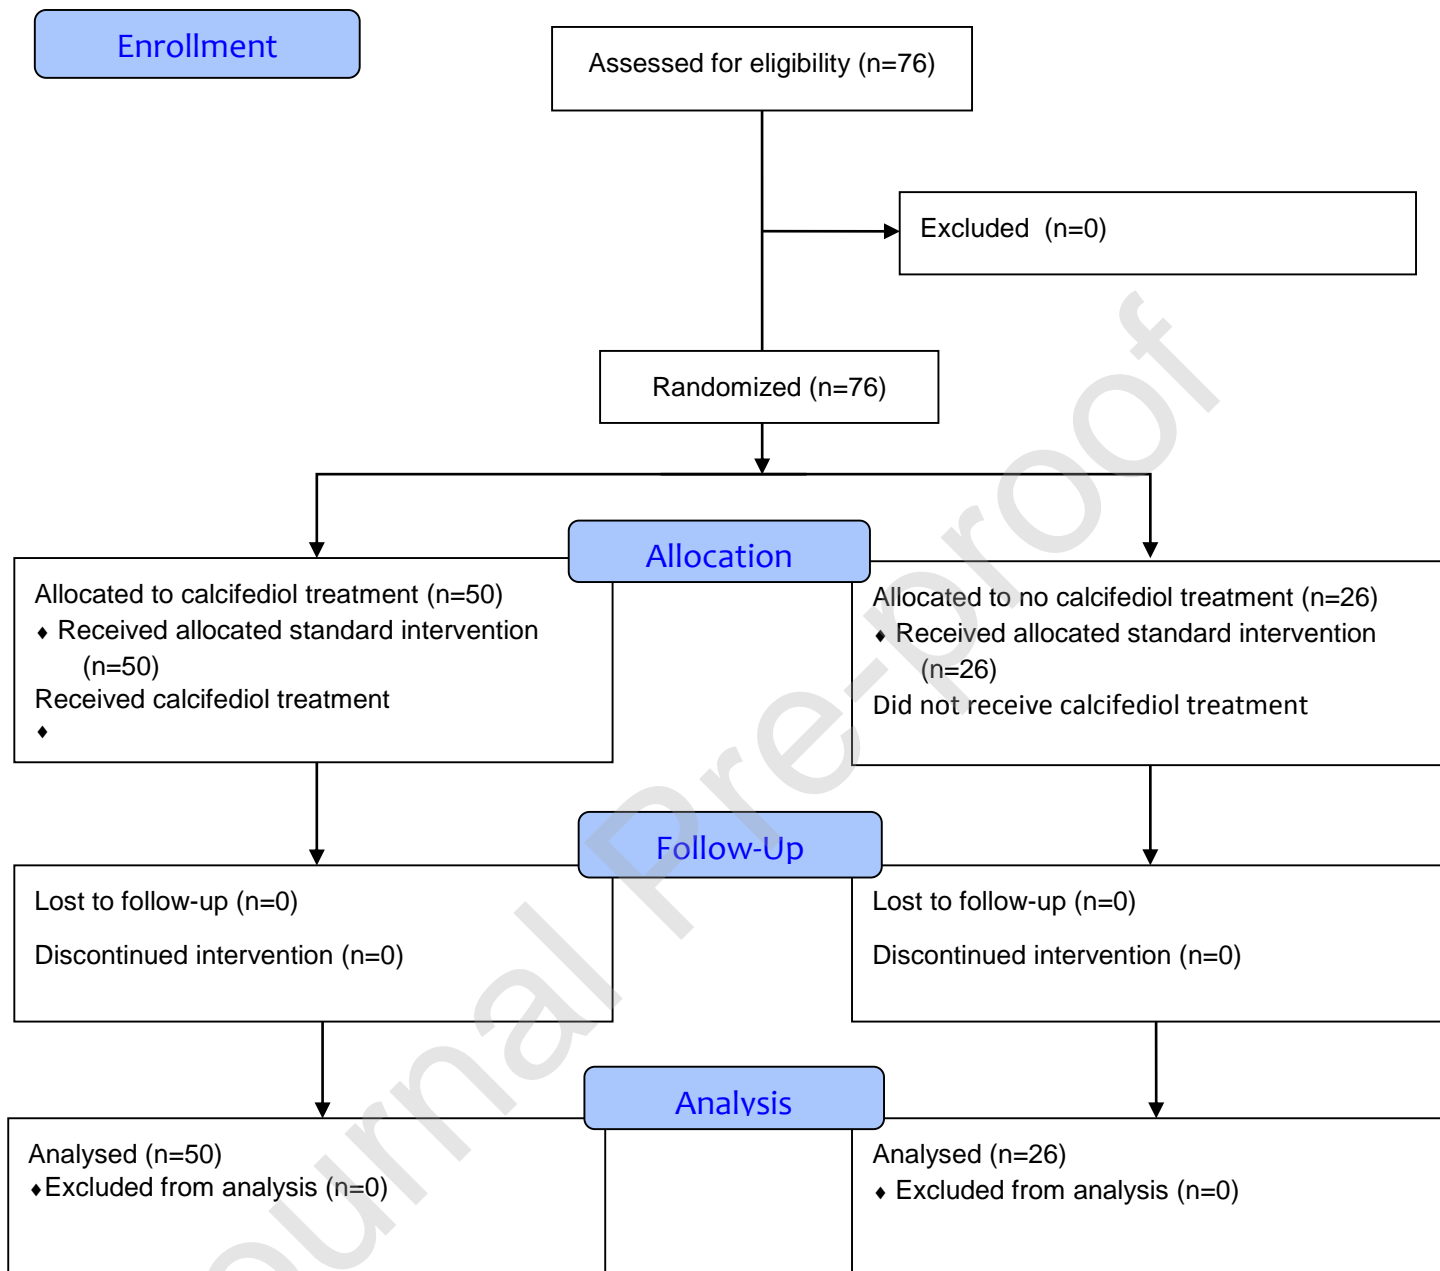 Enrollment
Assessed for eligibility (n=76)
Excluded (n=0)
Randomized (n=76)
Allocation
Allocated to calcifediol treatment (n=50)
♦ Received allocated standard intervention
(n=50)
Received calcifediol treatment
♦
Allocated to no calcifediol treatment (n=26)
♦ Received allocated standard intervention
(n=26)
Did not receive calcifediol treatment
Follow-Up
Lost to follow-up (n=0)
Discontinued intervention (n=0)
Lost to follow-up (n=0)
Discontinued intervention (n=0)
Analysis
Analysed (n=50)
♦Excluded from analysis (n=0)
Analysed (n=26)
♦ Excluded from analysis (n=0)
ournal Pre-proof